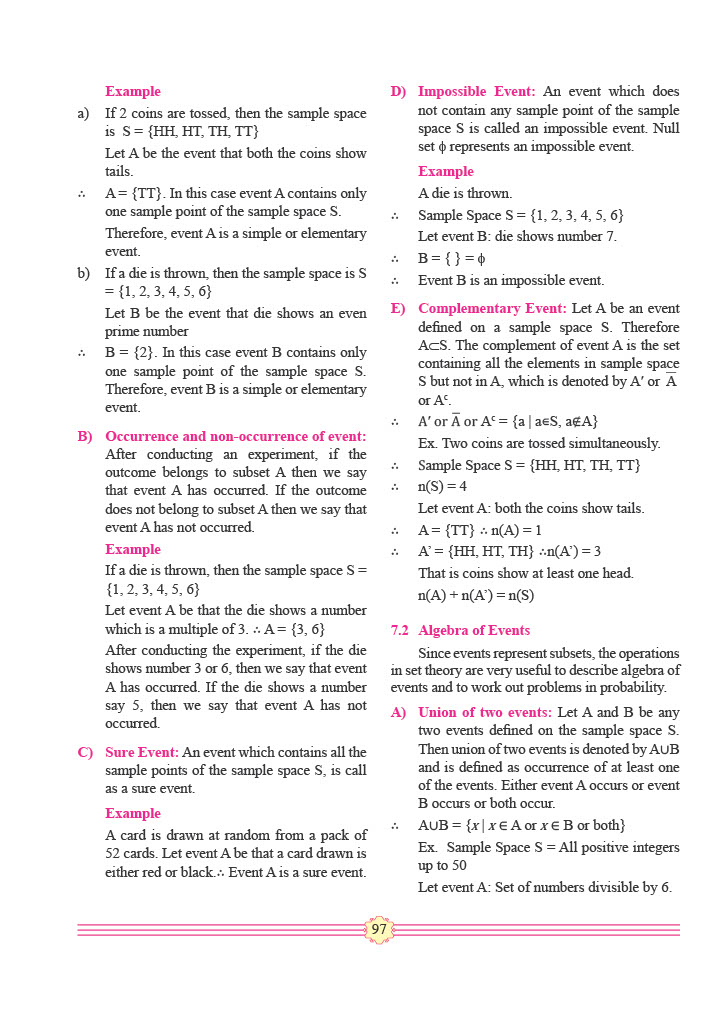 Example
a) If 2 coins are tossed, then the sample space
is S = {HH, HT, TH, TT}
Let A be the event that both the coins show
tails.
∴ A = {TT}. In this case event A contains only
one sample point of the sample space S.
Therefore, event A is a simple or elementary
event.
b) If a die is thrown, then the sample space is S
= {1, 2, 3, 4, 5, 6}
Let B be the event that die shows an even
prime number
∴ B = {2}. In this case event B contains only
one sample point of the sample space S.
Therefore, event B is a simple or elementary
event.
B) Occurrence and non-occurrence of event:
After conducting an experiment, if the
outcome belongs to subset A then we say
that event A has occurred. If the outcome
does not belong to subset A then we say that
event A has not occurred.
Example
If a die is thrown, then the sample space S =
{1, 2, 3, 4, 5, 6}
Let event A be that the die shows a number
which is a multiple of 3. ∴ A = {3, 6}
After conducting the experiment, if the die
shows number 3 or 6, then we say that event
A has occurred. If the die shows a number
say 5, then we say that event A has not
occurred.
C) Sure Event: An event which contains all the
sample points of the sample space S, is call
as a sure event.
Example
A card is drawn at random from a pack of
52 cards. Let event A be that a card drawn is
either red or black.∴ Event A is a sure event.
D) Impossible Event: An event which does
not contain any sample point of the sample
space S is called an impossible event. Null
set ϕ represents an impossible event.
Example
A die is thrown.
∴ Sample Space S = {1, 2, 3, 4, 5, 6}
Let event B: die shows number 7.
∴ B = { } = ϕ
∴ Event B is an impossible event.
E) Complementary Event: Let A be an event
defined on a sample space S. Therefore
A⊂S. The complement of event A is the set
containing all the elements in sample space
S but not in A, which is denoted by A′ or A̅
or Aᶜ.
∴ A′ or A̅ or Aᶜ = {a | a∈S, a∉A}
Ex. Two coins are tossed simultaneously.
∴ Sample Space S = {HH, HT, TH, TT}
∴ n(S) = 4
Let event A: both the coins show tails.
∴ A = {TT} ∴ n(A) = 1
∴ A’ = {HH, HT, TH} ∴n(A’) = 3
That is coins show at least one head.
n(A) + n(A’) = n(S)
7.2 Algebra of Events
Since events represent subsets, the operations
in set theory are very useful to describe algebra of
events and to work out problems in probability.
A) Union of two events: Let A and B be any
two events defined on the sample space S.
Then union of two events is denoted by A∪B
and is defined as occurrence of at least one
of the events. Either event A occurs or event
B occurs or both occur.
∴ A∪B = {x | x ∈ A or x ∈ B or both}
Ex. Sample Space S = All positive integers
up to 50
Let event A: Set of numbers divisible by 6.
97